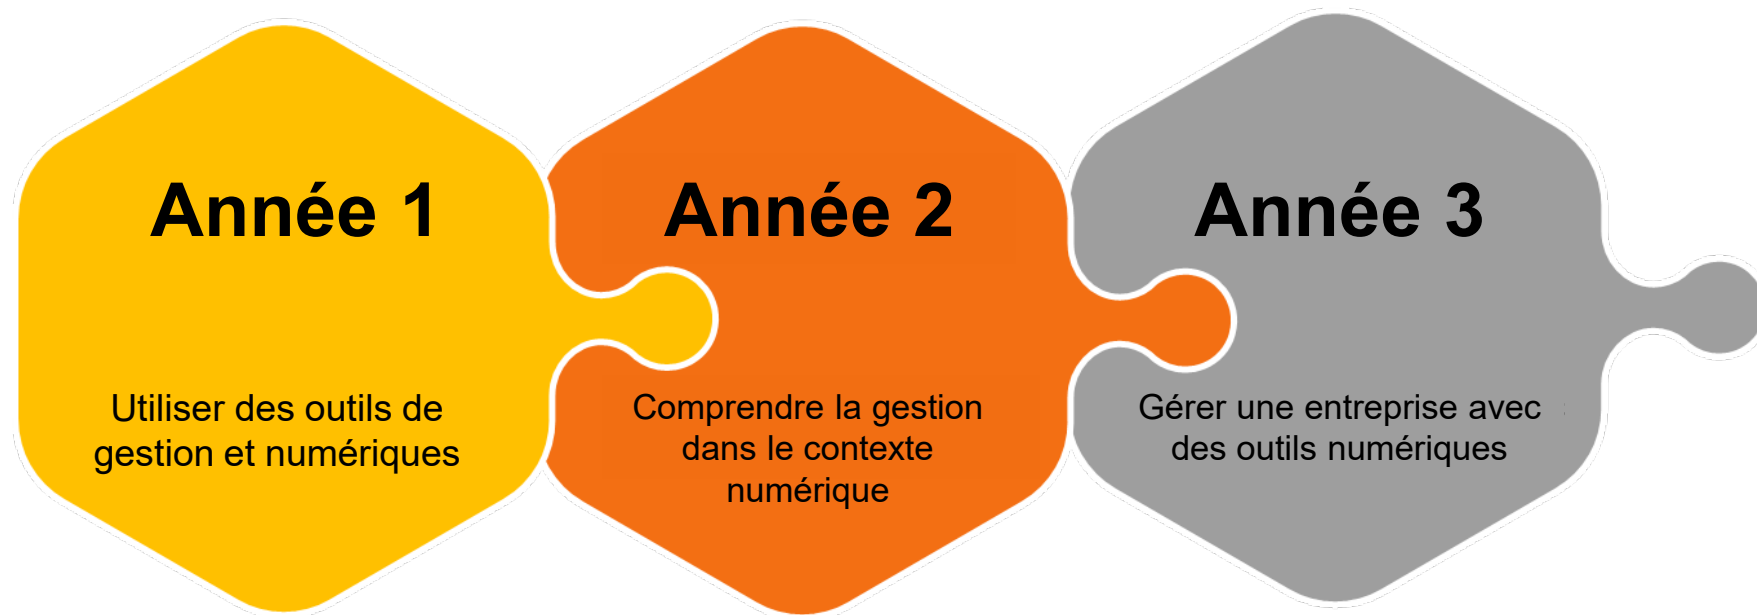 Année 1
Utiliser des outils de
gestion et numériques
Année 2
Comprendre la gestion
dans le contexte
numérique
Année 3
Gérer une entreprise avec
des outils numériques